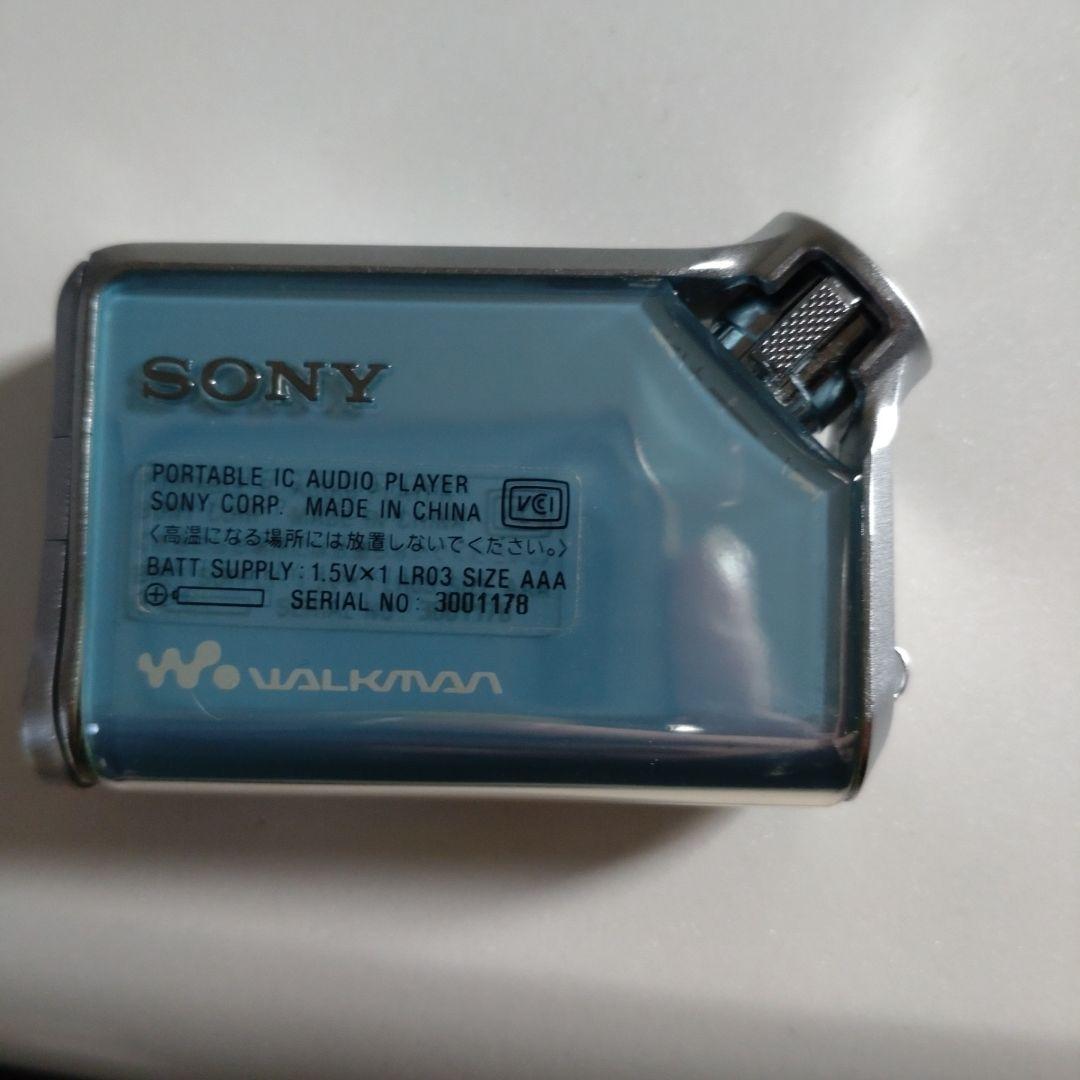 SONY
PORTABLE IC AUDIO PLAYER
SONY CORP. MADE IN CHINA
VCI
<高温になる場所には放置しないでください。>
BATT SUPPLY : 1.5V×1 LR03 SIZE AAA
⊕ SERIAL NO : 3001178
W. WALKMAN